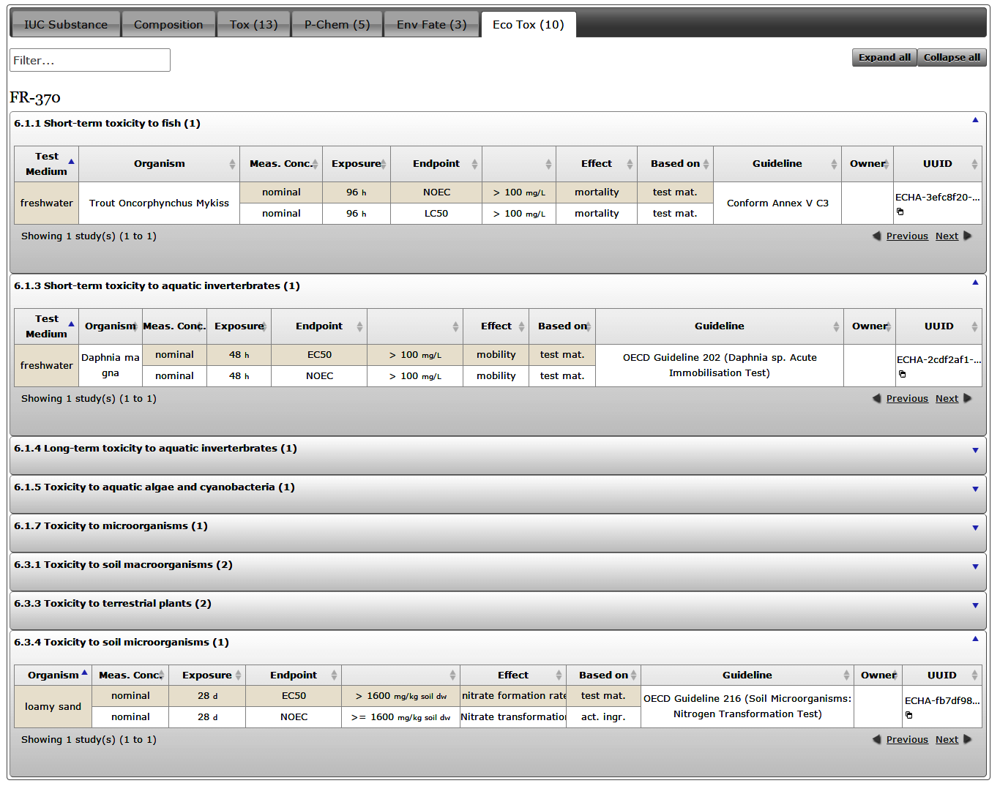 IUC Substance Composition Tox (13) P-Chem (5) Env Fate (3) Eco Tox (10)
Filter... Expand all Collapse all
FR-370
6.1.1 Short-term toxicity to fish (1)
Test Medium Organism Meas. Conc. Exposure Endpoint Effect Based on Guideline Owner UUID
freshwater Trout Oncorphynchus Mykiss nominal 96 h NOEC > 100 mg/L mortality test mat. Conform Annex V C3 ECHA-3efc8f20-...
nominal 96 h LC50 > 100 mg/L mortality test mat.
Showing 1 study(s) (1 to 1) Previous Next
6.1.3 Short-term toxicity to aquatic inverterbrates (1)
Test Medium Organism Meas. Conc. Exposure Endpoint Effect Based on Guideline Owner UUID
freshwater Daphnia ma
gna nominal 48 h EC50 > 100 mg/L mobility test mat. OECD Guideline 202 (Daphnia sp. Acute
Immobilisation Test) ECHA-2cdf2af1-...
nominal 48 h NOEC > 100 mg/L mobility test mat.
Showing 1 study(s) (1 to 1) Previous Next
6.1.4 Long-term toxicity to aquatic inverterbrates (1)
6.1.5 Toxicity to aquatic algae and cyanobacteria (1)
6.1.7 Toxicity to microorganisms (1)
6.3.1 Toxicity to soil macroorganisms (2)
6.3.3 Toxicity to terrestrial plants (2)
6.3.4 Toxicity to soil microorganisms (1)
Organism Meas. Conc. Exposure Endpoint Effect Based on Guideline Owner UUID
loamy sand nominal 28 d EC50 > 1600 mg/kg soil dw nitrate formation rate test mat. OECD Guideline 216 (Soil Microorganisms:
Nitrogen Transformation Test) ECHA-fb7df98...
nominal 28 d NOEC >= 1600 mg/kg soil dw Nitrate transformation act. ingr.
Showing 1 study(s) (1 to 1) Previous Next